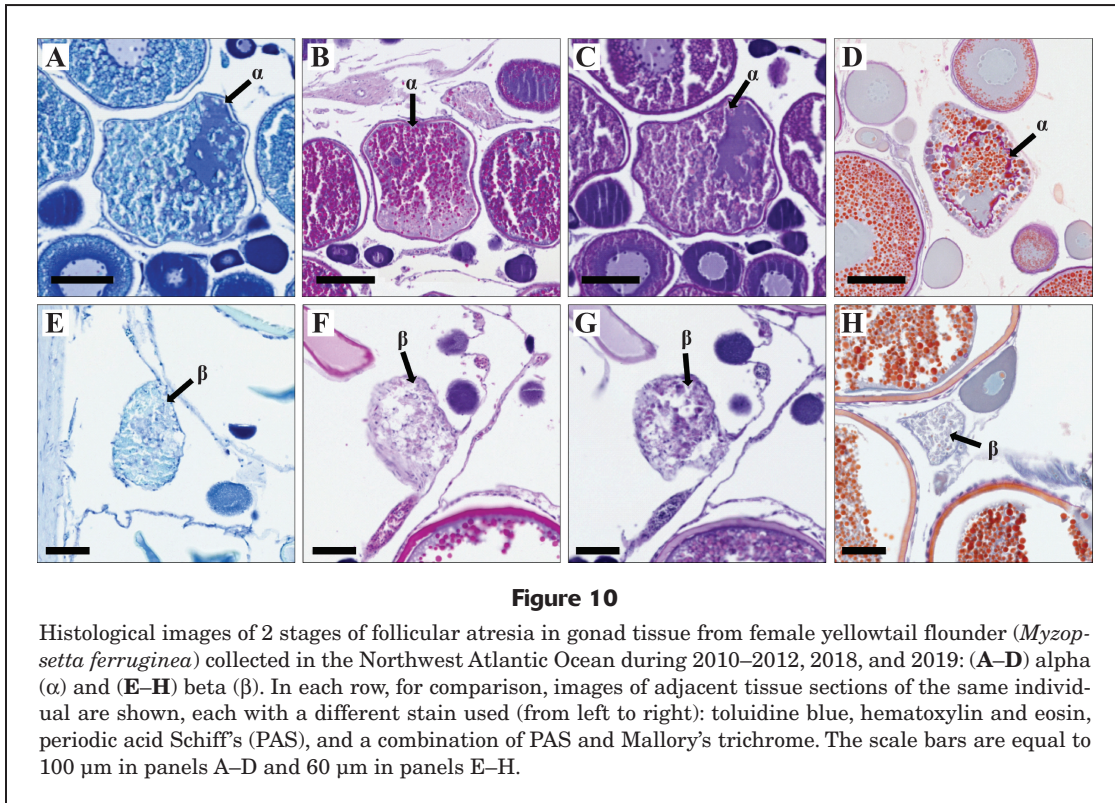 A
α
B
α
C
α
D
α
E
β
F
β
G
β
H
β
Figure 10
Histological images of 2 stages of follicular atresia in gonad tissue from female yellowtail flounder (Myzop-
setta ferruginea) collected in the Northwest Atlantic Ocean during 2010–2012, 2018, and 2019: (A–D) alpha
(α) and (E–H) beta (β). In each row, for comparison, images of adjacent tissue sections of the same individ-
ual are shown, each with a different stain used (from left to right): toluidine blue, hematoxylin and eosin,
periodic acid Schiff's (PAS), and a combination of PAS and Mallory's trichrome. The scale bars are equal to
100 μm in panels A–D and 60 μm in panels E–H.